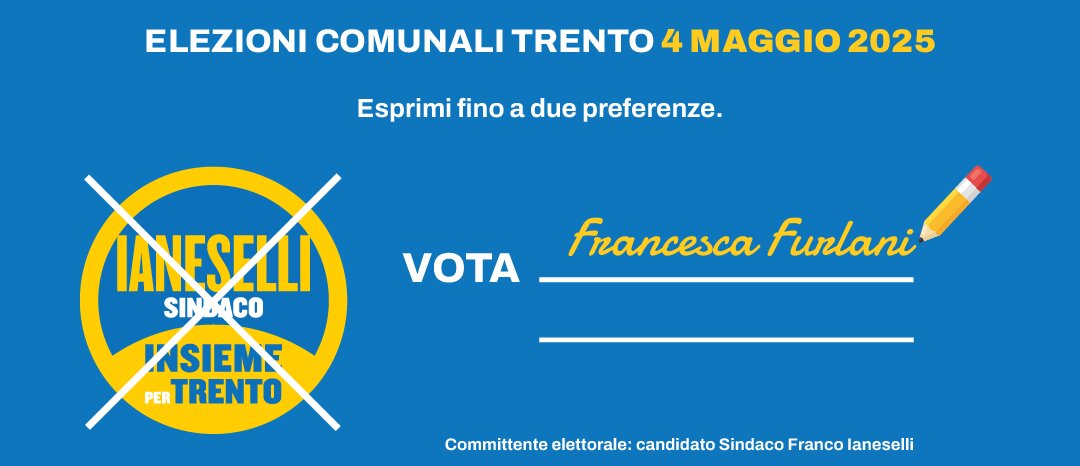 ELEZIONI COMUNALI TRENTO 4 MAGGIO 2025
Esprimi fino a due preferenze.
IANESELLI
SINDACO
INSIEME
PER TRENTO
VOTA Francesca Furlani
Committente elettorale: candidato Sindaco Franco Ianeselli